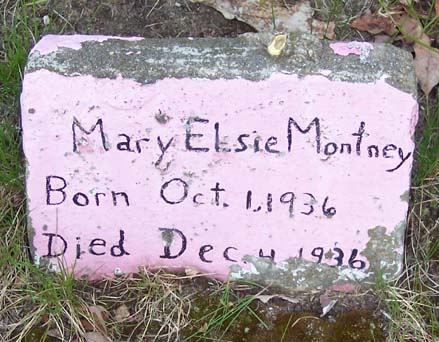 Mary Elsie Montney
Born Oct. 1, 1936
Died Dec 4 1936